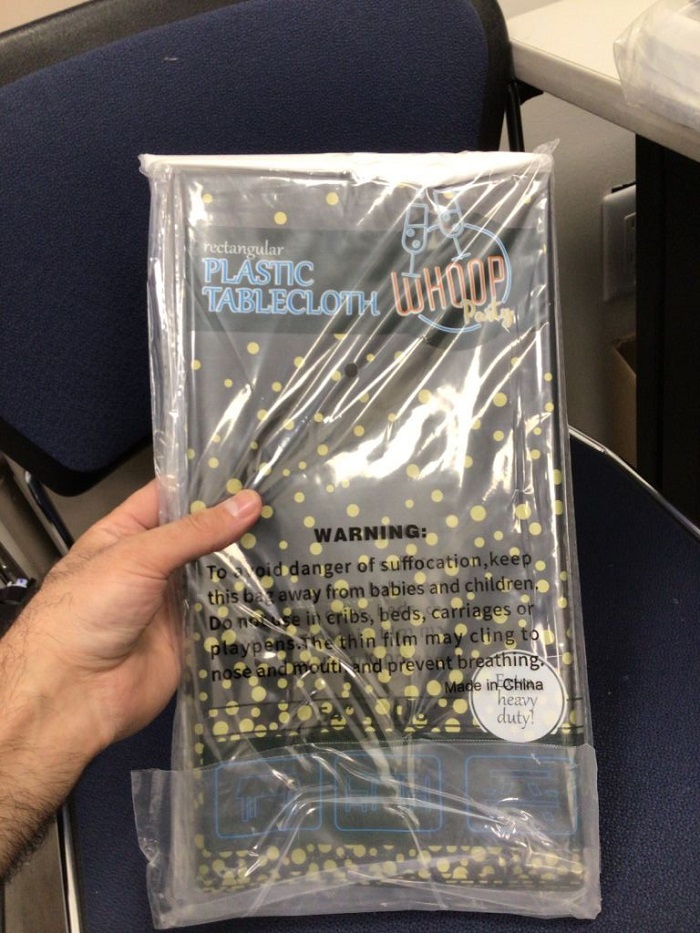 rectangular
PLASTIC
TABLECLOTH
WHOOP
Party
WARNING:
To avoid danger of suffocation,keep
this bag away from babies and children.
Do not use in cribs, beds, carriages or
playpens.The thin film may cling to
nose and mouth and prevent breathing.
Made in China
Extra
heavy
duty!